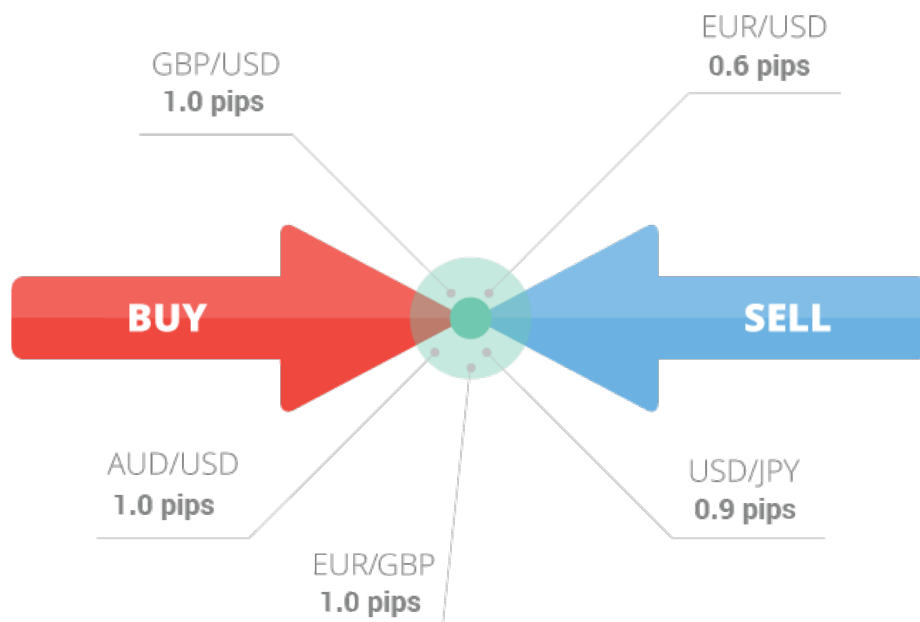 EUR/USD
0.6 pips
GBP/USD
1.0 pips
BUY
SELL
AUD/USD
1.0 pips
USD/JPY
0.9 pips
EUR/GBP
1.0 pips